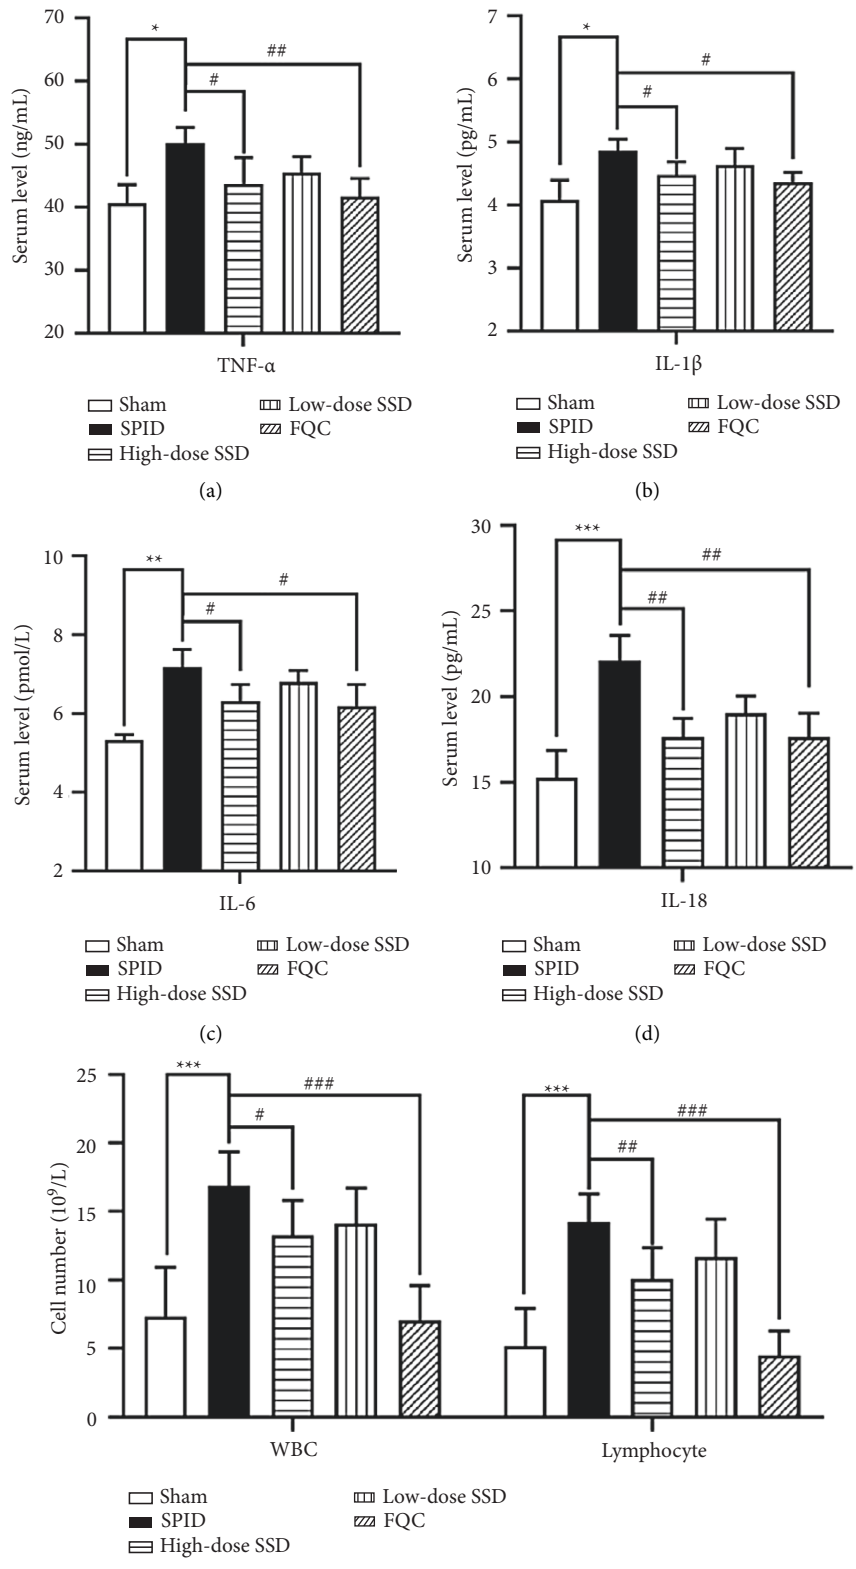 70
60
50
40
30
20
Serum level (ng/mL)
*
##
#
TNF-α
Sham
SPID
High-dose SSD
Low-dose SSD
FQC
(a)
7
6
5
4
3
2
Serum level (pg/mL)
*
#
#
IL-1β
Sham
SPID
High-dose SSD
Low-dose SSD
FQC
(b)
10
8
6
4
2
Serum level (pmol/L)
**
#
#
IL-6
Sham
SPID
High-dose SSD
Low-dose SSD
FQC
(c)
30
25
20
15
10
Serum level (pg/mL)
***
##
##
IL-18
Sham
SPID
High-dose SSD
Low-dose SSD
FQC
(d)
25
20
15
10
5
0
Cell number (10⁹/L)
***
###
#
***
###
##
WBC
Lymphocyte
Sham
SPID
High-dose SSD
Low-dose SSD
FQC